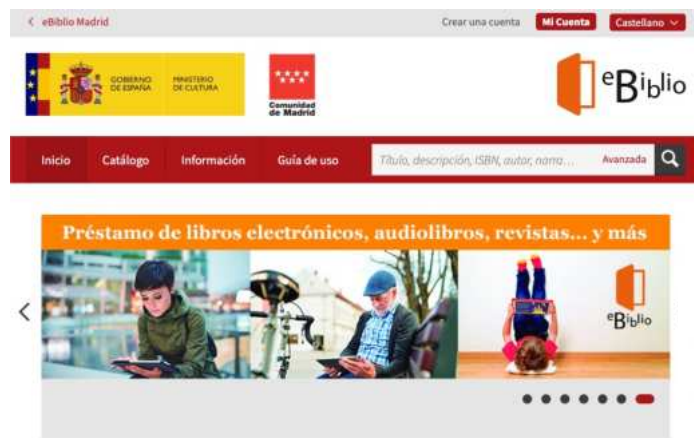 eBiblio Madrid
Crear una cuenta
Mi Cuenta
Castellano
GOBIERNO
DE ESPAÑA
MINISTERIO
DE CULTURA
Comunidad
de Madrid
eBiblio
Inicio
Catálogo
Información
Guía de uso
Título, descripción, ISBN, autor, narra...
Avanzada
Préstamo de libros electrónicos, audiolibros, revistas... y más
eBiblio